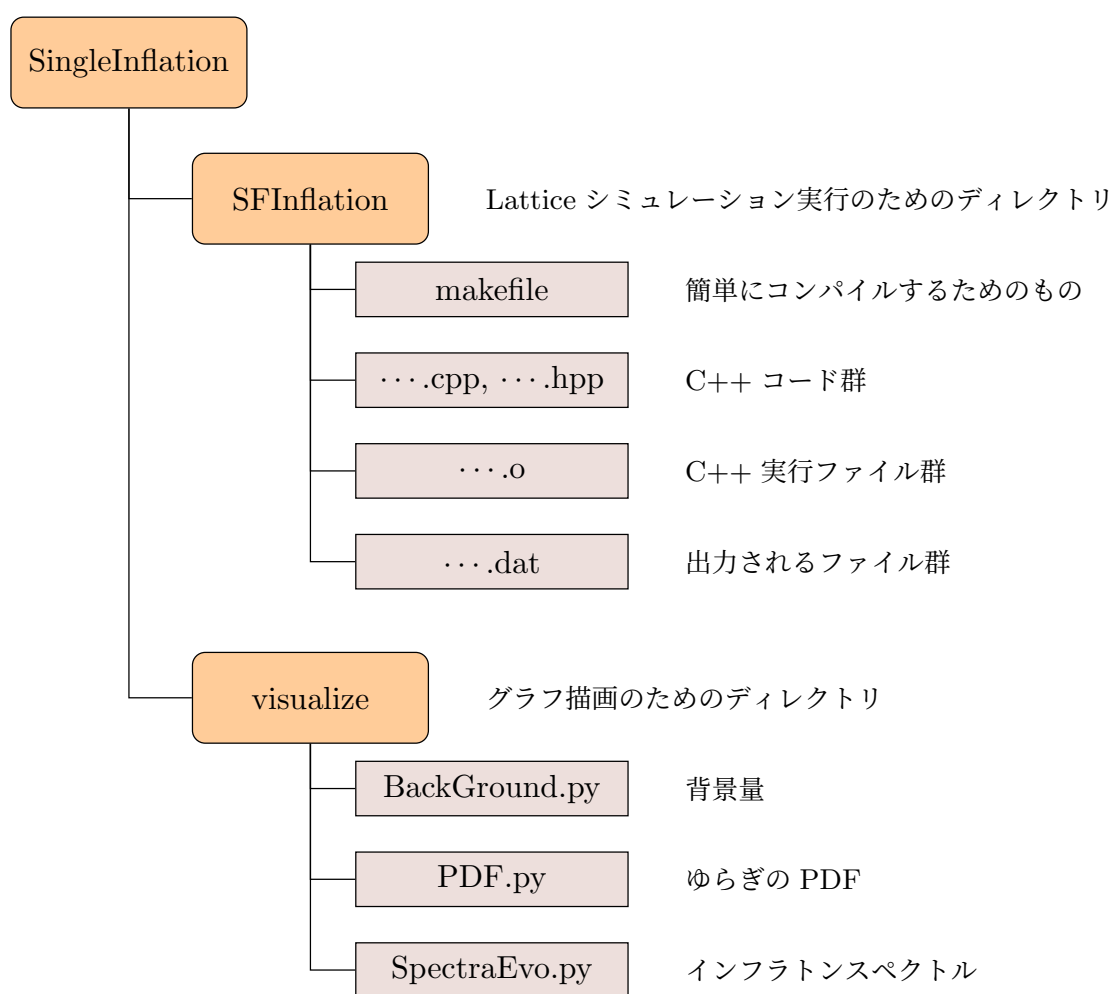 SingleInflation
SFInflation Lattice シミュレーション実行のためのディレクトリ
makefile 簡単にコンパイルするためのもの
····.cpp, ····.hpp C++ コード群
····.o C++ 実行ファイル群
····.dat 出力されるファイル群
visualize グラフ描画のためのディレクトリ
BackGround.py 背景量
PDF.py ゆらぎの PDF
SpectraEvo.py インフラトンスペクトル